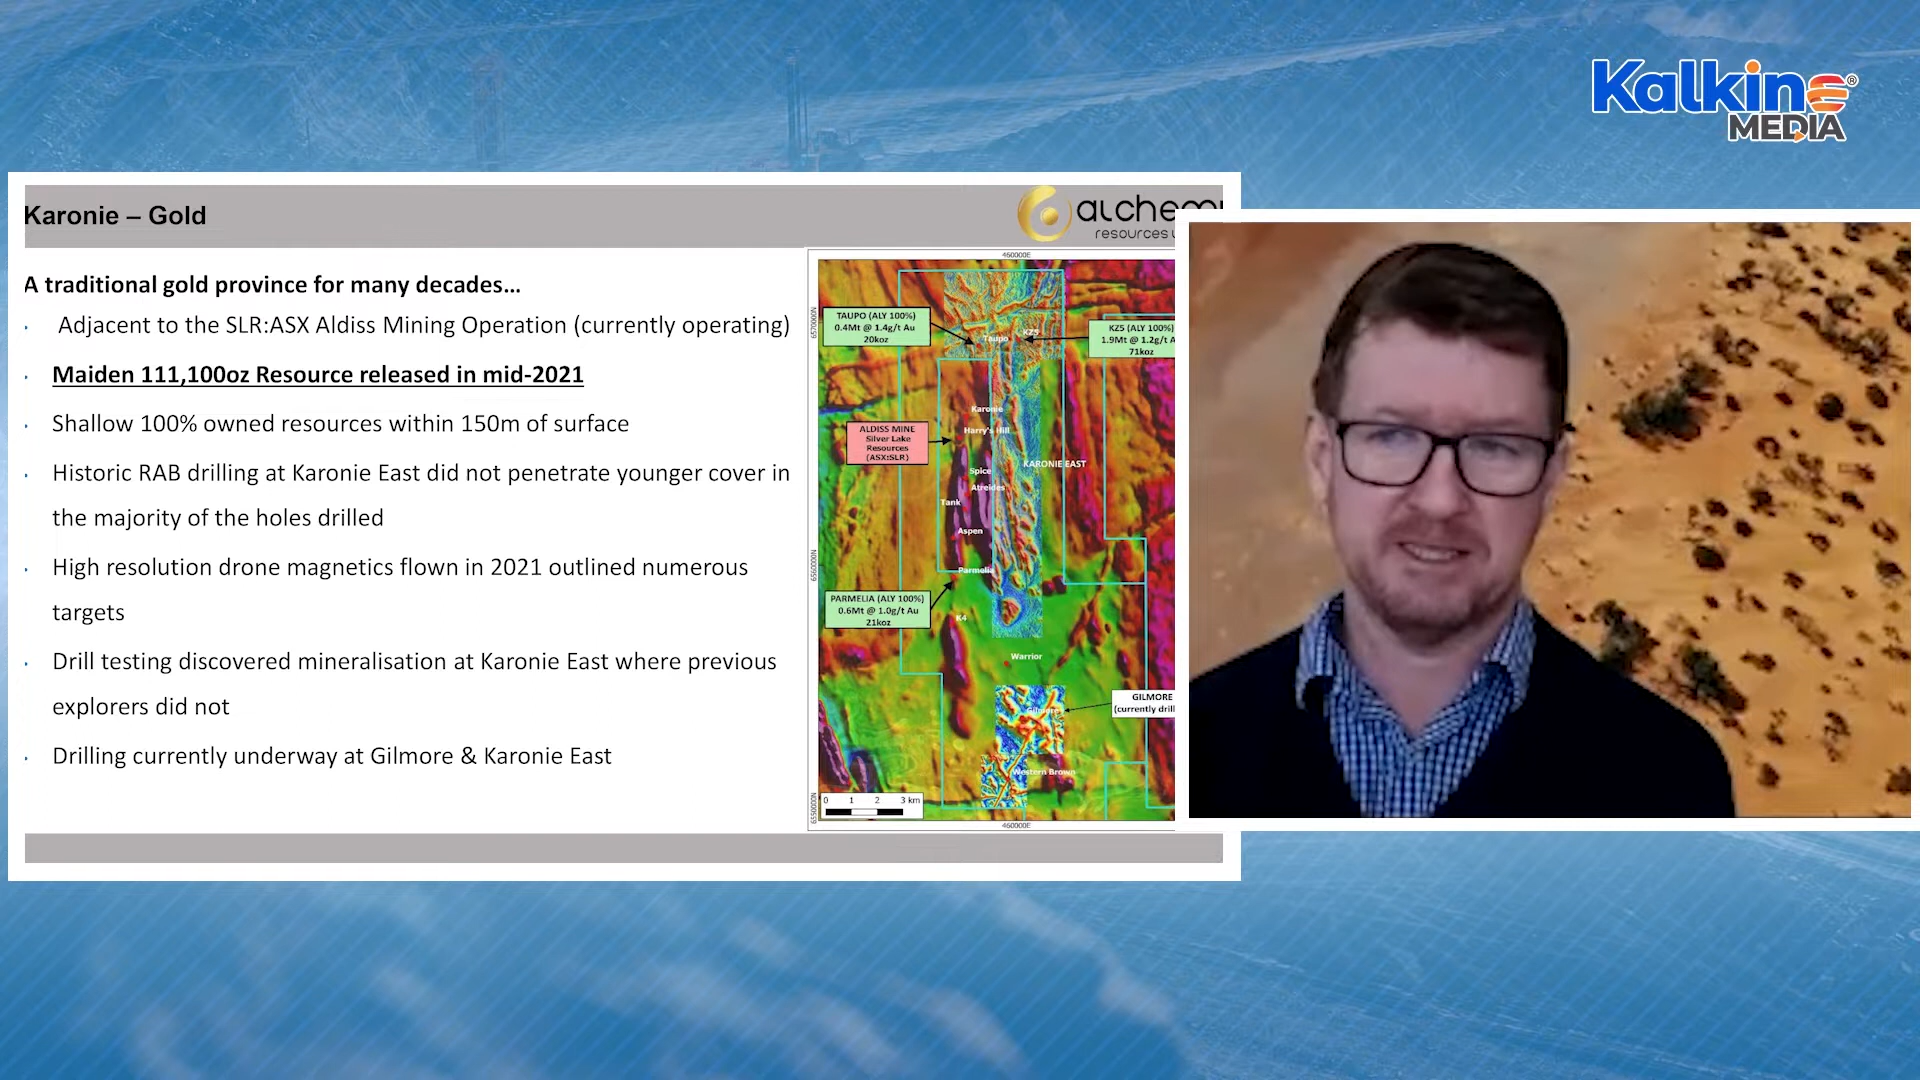 Kalkine®
MEDIA
Karonie – Gold
alchem
resources
A traditional gold province for many decades...
Adjacent to the SLR:ASX Aldiss Mining Operation (currently operating)
Maiden 111,100oz Resource released in mid-2021
Shallow 100% owned resources within 150m of surface
Historic RAB drilling at Karonie East did not penetrate younger cover in
the majority of the holes drilled
High resolution drone magnetics flown in 2021 outlined numerous
targets
Drill testing discovered mineralisation at Karonie East where previous
explorers did not
Drilling currently underway at Gilmore & Karonie East
460000E
TAUPO (ALY 100%)
0.4Mt @ 1.4g/t Au
20koz
KZ5
Taupo
KZ5 (ALY 100%)
1.9Mt @ 1.2g/t A
71koz
Karonie
ALDISS MINE
Silver Lake
Resources
(ASX:SLR)
Harry's Hill
KARONIE EAST
Spice
Atreides
Tank
Aspen
Parmelia
PARMELIA (ALY 100%)
0.6Mt @ 1.0g/t Au
21koz
K4
Warrior
GILMORE
(currently drill
Gilmore
Western Brown
0 1 2 3 km
460000E